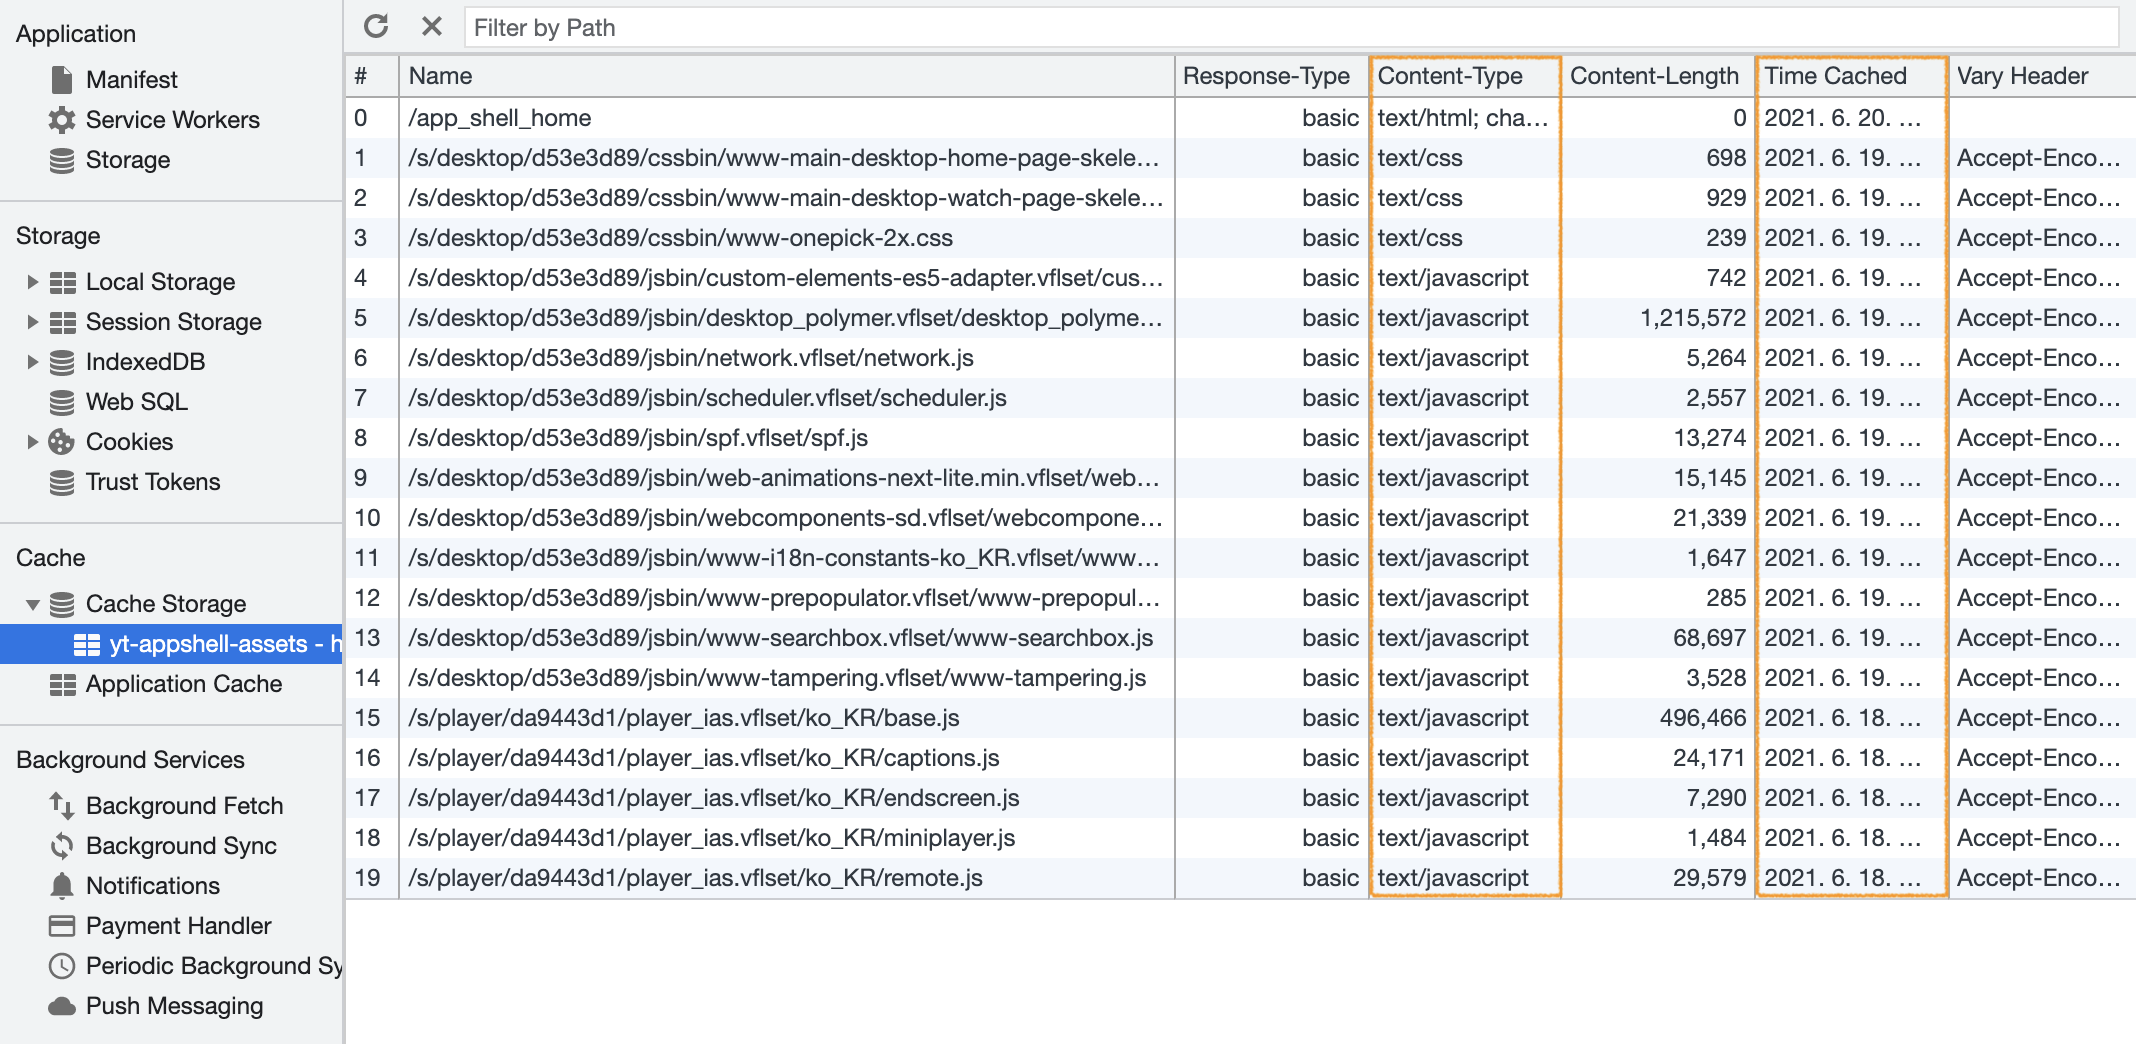 Application
Manifest
Service Workers
Storage
Storage
Local Storage
Session Storage
IndexedDB
Web SQL
Cookies
Trust Tokens
Cache
Cache Storage
yt-appshell-assets - h
Application Cache
Background Services
Background Fetch
Background Sync
Notifications
Payment Handler
Periodic Background Sy
Push Messaging
Filter by Path
# Name Response-Type Content-Type Content-Length Time Cached Vary Header
0 /app_shell_home basic text/html; cha… 0 2021. 6. 20. …
1 /s/desktop/d53e3d89/cssbin/www-main-desktop-home-page-skele… basic text/css 698 2021. 6. 19. … Accept-Enco…
2 /s/desktop/d53e3d89/cssbin/www-main-desktop-watch-page-skele… basic text/css 929 2021. 6. 19. … Accept-Enco…
3 /s/desktop/d53e3d89/cssbin/www-onepick-2x.css basic text/css 239 2021. 6. 19. … Accept-Enco…
4 /s/desktop/d53e3d89/jsbin/custom-elements-es5-adapter.vflset/cus… basic text/javascript 742 2021. 6. 19. … Accept-Enco…
5 /s/desktop/d53e3d89/jsbin/desktop_polymer.vflset/desktop_polyme… basic text/javascript 1,215,572 2021. 6. 19. … Accept-Enco…
6 /s/desktop/d53e3d89/jsbin/network.vflset/network.js basic text/javascript 5,264 2021. 6. 19. … Accept-Enco…
7 /s/desktop/d53e3d89/jsbin/scheduler.vflset/scheduler.js basic text/javascript 2,557 2021. 6. 19. … Accept-Enco…
8 /s/desktop/d53e3d89/jsbin/spf.vflset/spf.js basic text/javascript 13,274 2021. 6. 19. … Accept-Enco…
9 /s/desktop/d53e3d89/jsbin/web-animations-next-lite.min.vflset/web… basic text/javascript 15,145 2021. 6. 19. … Accept-Enco…
10 /s/desktop/d53e3d89/jsbin/webcomponents-sd.vflset/webcompone… basic text/javascript 21,339 2021. 6. 19. … Accept-Enco…
11 /s/desktop/d53e3d89/jsbin/www-i18n-constants-ko_KR.vflset/www… basic text/javascript 1,647 2021. 6. 19. … Accept-Enco…
12 /s/desktop/d53e3d89/jsbin/www-prepopulator.vflset/www-prepopul… basic text/javascript 285 2021. 6. 19. … Accept-Enco…
13 /s/desktop/d53e3d89/jsbin/www-searchbox.vflset/www-searchbox.js basic text/javascript 68,697 2021. 6. 19. … Accept-Enco…
14 /s/desktop/d53e3d89/jsbin/www-tampering.vflset/www-tampering.js basic text/javascript 3,528 2021. 6. 19. … Accept-Enco…
15 /s/player/da9443d1/player_ias.vflset/ko_KR/base.js basic text/javascript 496,466 2021. 6. 18. … Accept-Enco…
16 /s/player/da9443d1/player_ias.vflset/ko_KR/captions.js basic text/javascript 24,171 2021. 6. 18. … Accept-Enco…
17 /s/player/da9443d1/player_ias.vflset/ko_KR/endscreen.js basic text/javascript 7,290 2021. 6. 18. … Accept-Enco…
18 /s/player/da9443d1/player_ias.vflset/ko_KR/miniplayer.js basic text/javascript 1,484 2021. 6. 18. … Accept-Enco…
19 /s/player/da9443d1/player_ias.vflset/ko_KR/remote.js basic text/javascript 29,579 2021. 6. 18. … Accept-Enco…